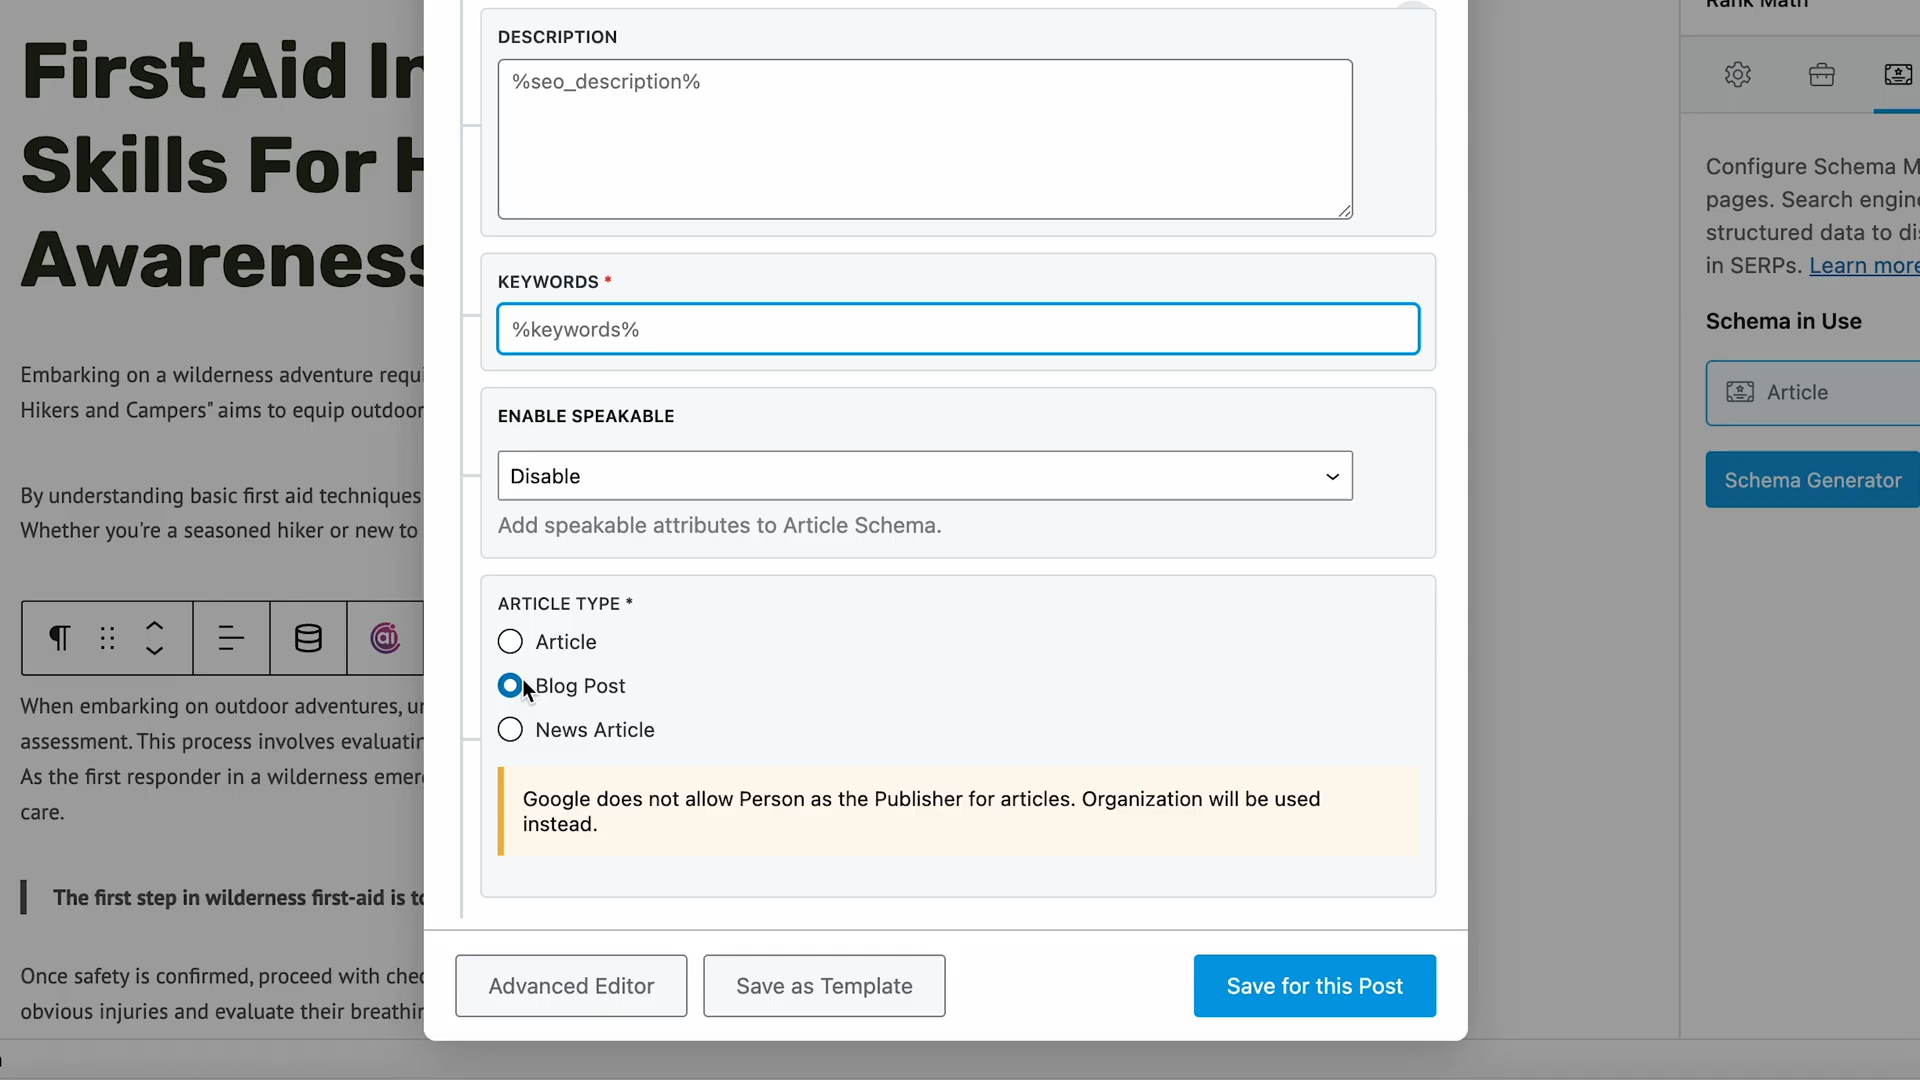 First Aid In
Skills For H
Awareness
Embarking on a wilderness adventure requi
Hikers and Campers" aims to equip outdoor
By understanding basic first aid techniques
Whether you're a seasoned hiker or new to
When embarking on outdoor adventures, un
assessment. This process involves evaluatin
As the first responder in a wilderness emer
care.
The first step in wilderness first-aid is to
Once safety is confirmed, proceed with chec
obvious injuries and evaluate their breathin
DESCRIPTION
%seo_description%
KEYWORDS *
%keywords%
ENABLE SPEAKABLE
Disable
Add speakable attributes to Article Schema.
ARTICLE TYPE *
Article
Blog Post
News Article
Google does not allow Person as the Publisher for articles. Organization will be used
instead.
Advanced Editor
Save as Template
Save for this Post
Rank Math
Configure Schema M
pages. Search engine
structured data to dis
in SERPs. Learn more
Schema in Use
Article
Schema Generator